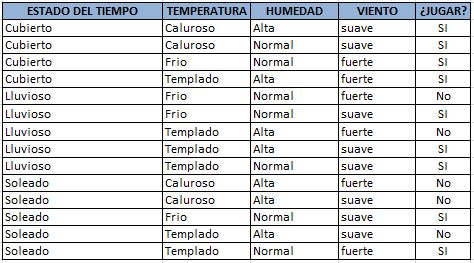 ESTADO DEL TIEMPO TEMPERATURA HUMEDAD VIENTO ¿JUGAR?
Cubierto Caluroso Alta suave SI
Cubierto Caluroso Normal suave SI
Cubierto Frio Normal fuerte SI
Cubierto Templado Alta fuerte SI
Lluvioso Frio Normal fuerte No
Lluvioso Frio Normal suave SI
Lluvioso Templado Alta fuerte No
Lluvioso Templado Alta suave SI
Lluvioso Templado Normal suave SI
Soleado Caluroso Alta fuerte No
Soleado Caluroso Alta suave No
Soleado Frio Normal suave SI
Soleado Templado Alta suave No
Soleado Templado Normal fuerte SI